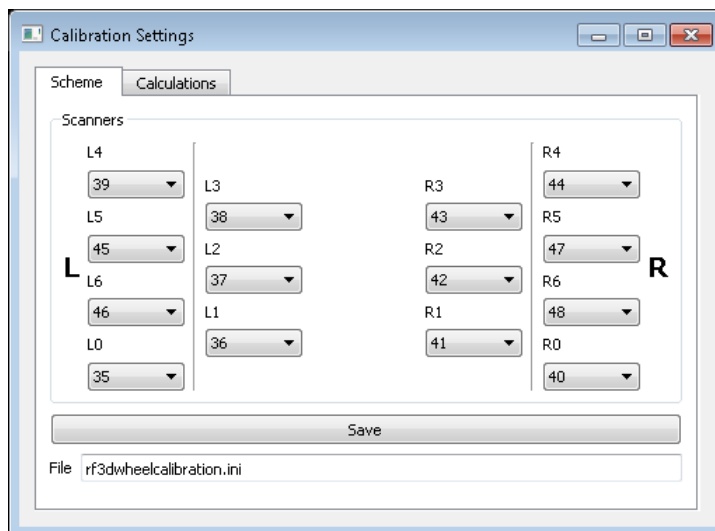 Calibration Settings
Scheme Calculations
Scanners
L4 R4
39 L3 R3 44
L5 38 43 R5
45 L2 R2 47
L L6 37 42 R6 R
46 L1 R1 48
L0 36 41 R0
35 40
Save
File rf3dwheelcalibration.ini